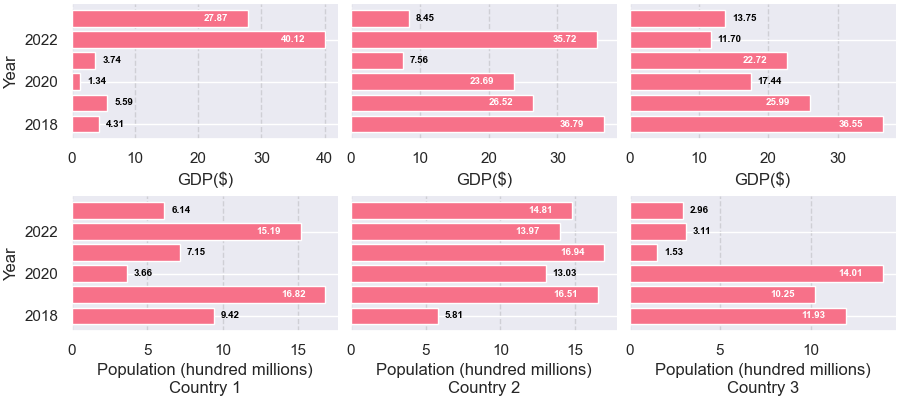 27.87
8.45
13.75
2022
40.12
35.72
11.70
Year
3.74
7.56
22.72
2020
1.34
23.69
17.44
5.59
26.52
25.99
2018
4.31
36.79
36.55
0 10 20 30 40
0 10 20 30
0 10 20 30
GDP($)
GDP($)
GDP($)
6.14
14.81
2.96
2022
15.19
13.97
3.11
Year
7.15
16.94
1.53
2020
3.66
13.03
14.01
16.82
16.51
10.25
2018
9.42
5.81
11.93
0 5 10 15
0 5 10 15
0 5 10
Population (hundred millions)
Country 1
Population (hundred millions)
Country 2
Population (hundred millions)
Country 3